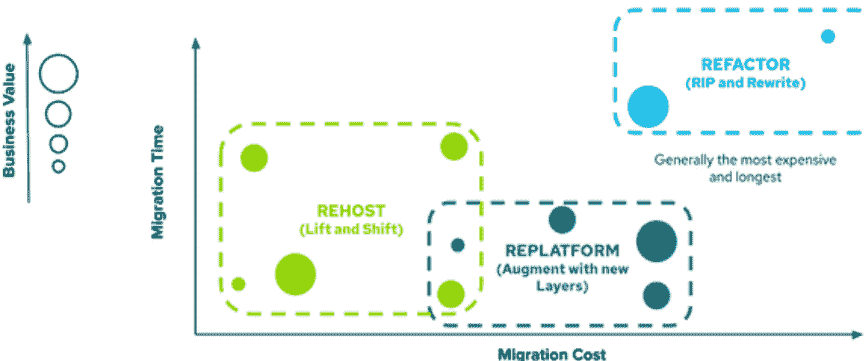 Business Value
Migration Time
REFACTOR
(RIP and Rewrite)
Generally the most expensive
and longest
REHOST
(Lift and Shift)
REPLATFORM
(Augment with new
Layers)
Migration Cost